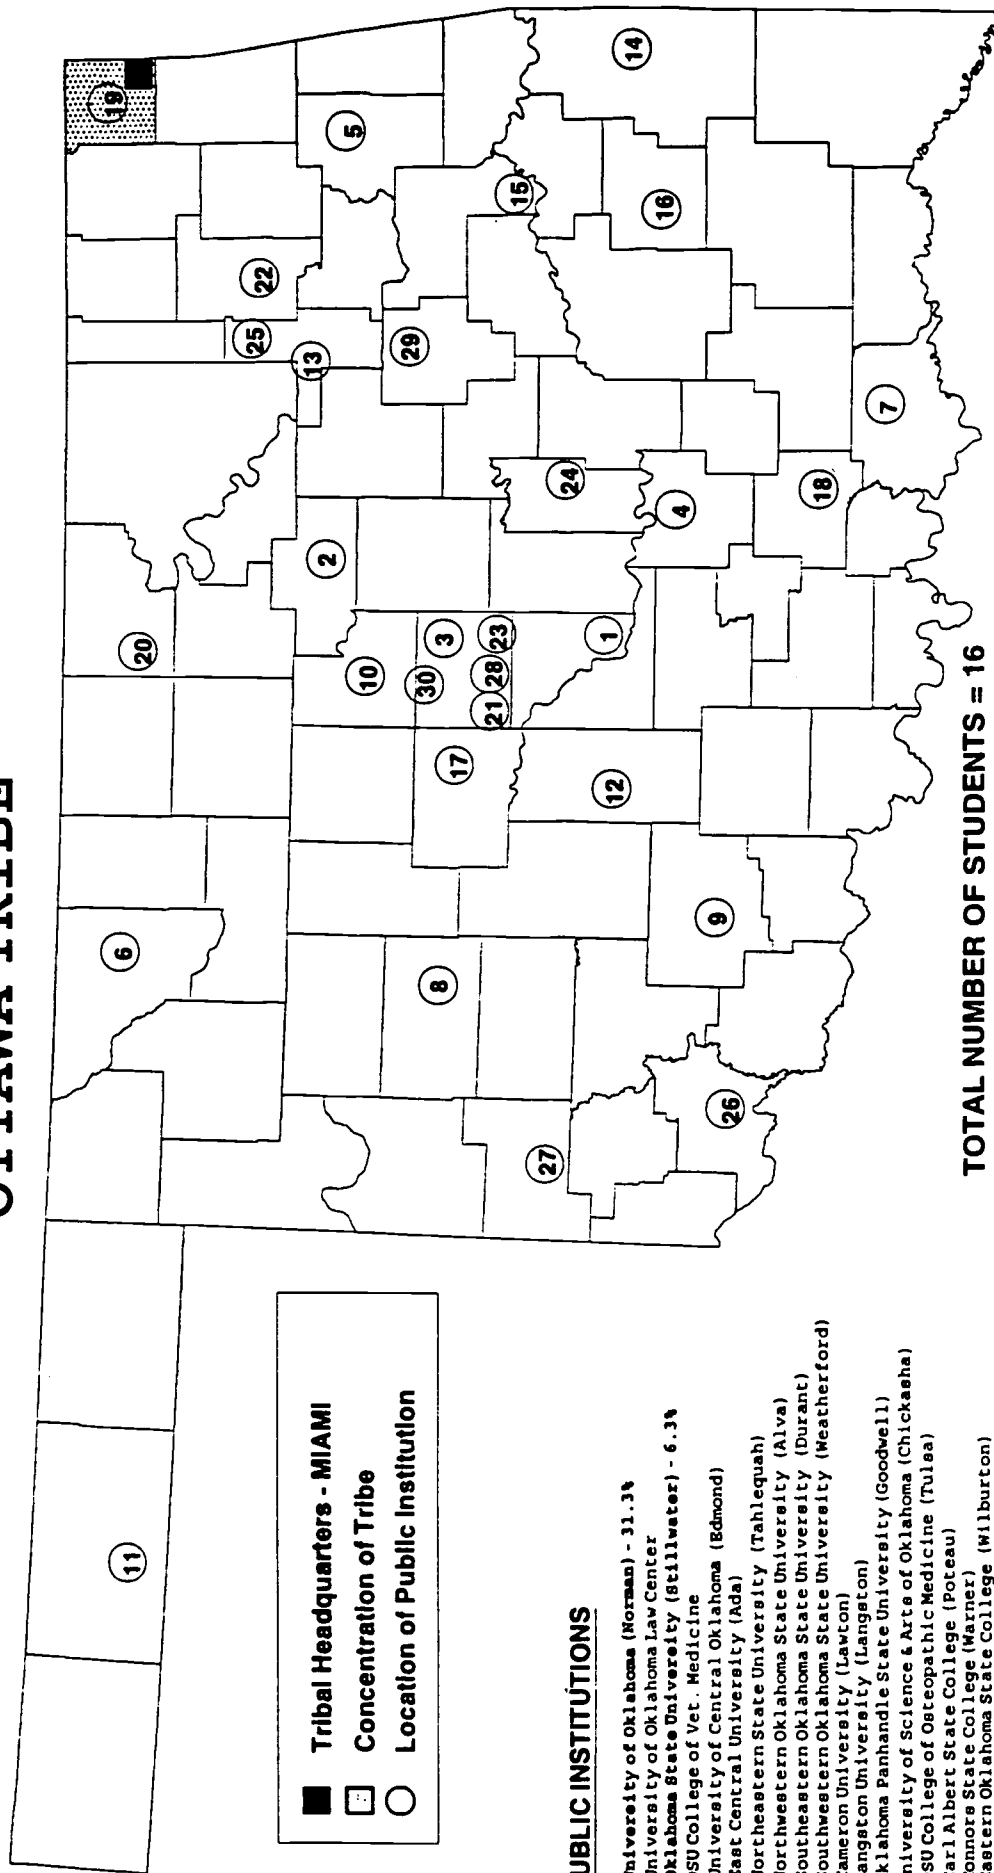 OTTAWA TRIBE
19
6
11
20
25
22
13
2
5
10
30
29
8
3
17
21
28
23
15
27
24
1
12
14
16
4
9
26
18
7
Tribal Headquarters - MIAMI
Concentration of Tribe
Location of Public Institution
UBLIC INSTITUTIONS
niversity of Oklahoma (Norman) - 31.3%
niversity of Oklahoma Law Center
klahoma State University (Stillwater) - 6.3%
SU College of Vet. Medicine
niversity of Central Oklahoma (Edmond)
ast Central University (Ada)
ortheastern State University (Tahlequah)
orthwestern Oklahoma State University (Alva)
outheastern Oklahoma State University (Durant)
outhwestern Oklahoma State University (Weatherford)
ameron University (Lawton)
angston University (Langston)
klahoma Panhandle State University (Goodwell)
niversity of Science & Arts of Oklahoma (Chickasha)
SU College of Osteopathic Medicine (Tulsa)
arl Albert State College (Poteau)
onnors State College (Warner)
astern Oklahoma State College (Wilburton)
TOTAL NUMBER OF STUDENTS = 16